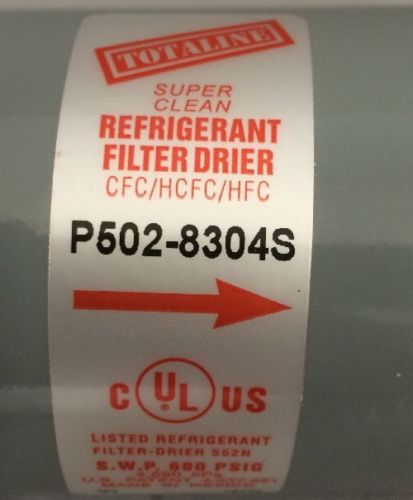 TOTALINE
SUPER
CLEAN
REFRIGERANT
FILTER DRIER
CFC/HCFC/HFC
P502-8304S
C UL US
LISTED REFRIGERANT
FILTER-DRIER 552N
S.W.P. 680 PSIG
U.S. PATENT